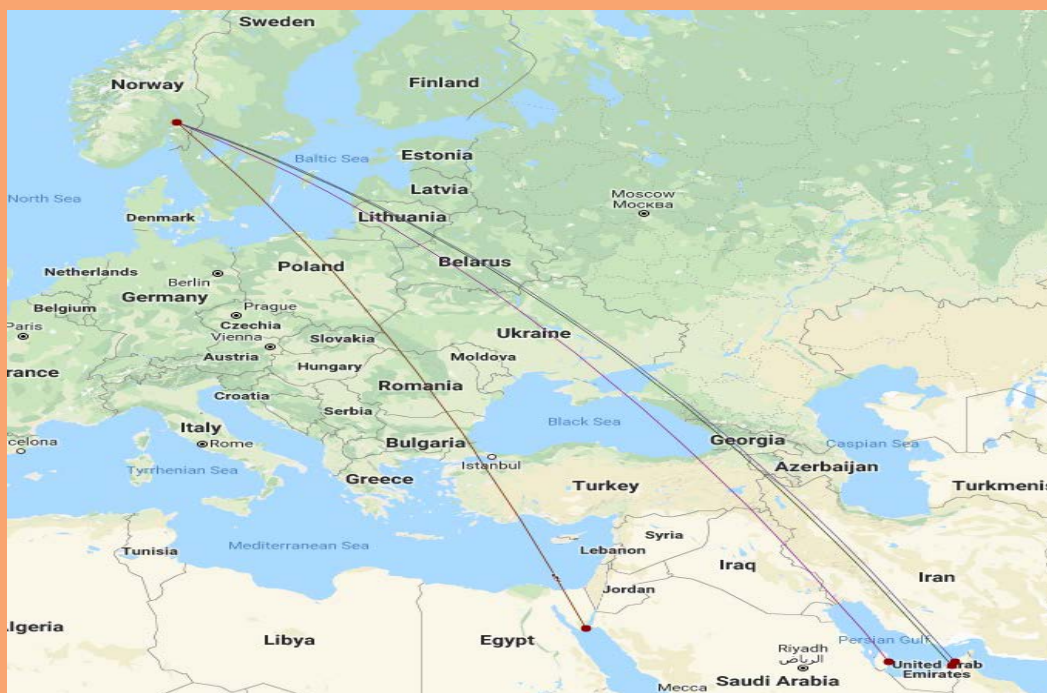 Sweden
Norway
Finland
Baltic Sea
Estonia
Latvia
Moscow
Москва
North Sea
Denmark
Lithuania
Netherlands
Berlin
Poland
Belarus
Germany
Belgium
Prague
Paris
Czechia
Vienna
Slovakia
Ukraine
Austria
Hungary
Moldova
rance
Romania
Croatia
Serbia
Italy
Black Sea
Georgia
Caspian Sea
celona
Rome
Bulgaria
Istanbul
Azerbaijan
Tyrrhenian Sea
Greece
Turkey
Turkmenis
Tunisia
Mediterranean Sea
Lebanon
Syria
Iraq
Iran
Jordan
lgeria
Libya
Egypt
Persian Gulf
Riyadh
الرياض
United Arab
Emirates
Saudi Arabia
Mecca